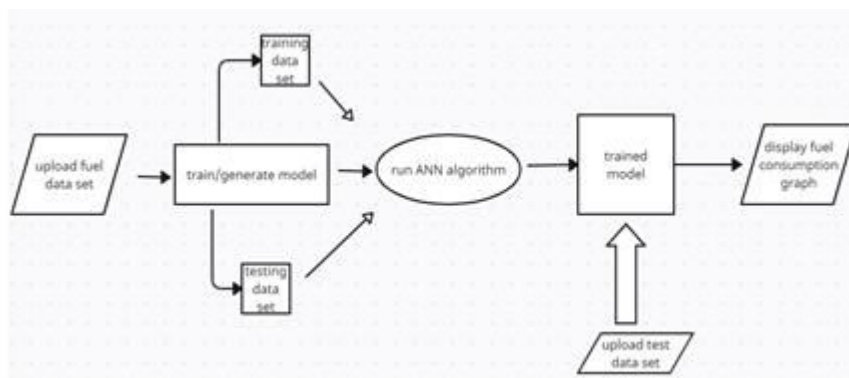 training
data
set
upload fuel
data set
train/generate model
run ANN algorithm
trained
model
display fuel
consumption
graph
testing
data
set
upload test
data set